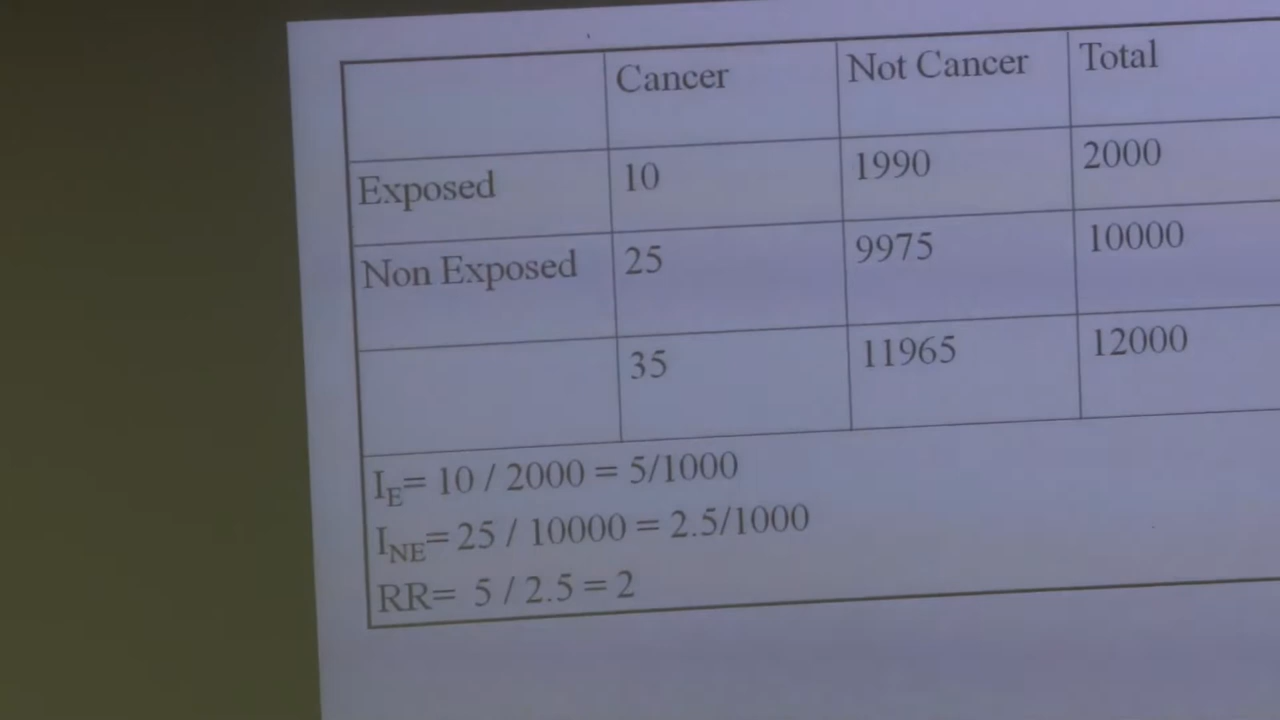 Cancer Not Cancer Total
Exposed 10 1990 2000
Non Exposed 25 9975 10000
35 11965 12000
IE= 10 / 2000 = 5/1000
INE= 25 / 10000 = 2.5/1000
RR= 5 / 2.5 = 2